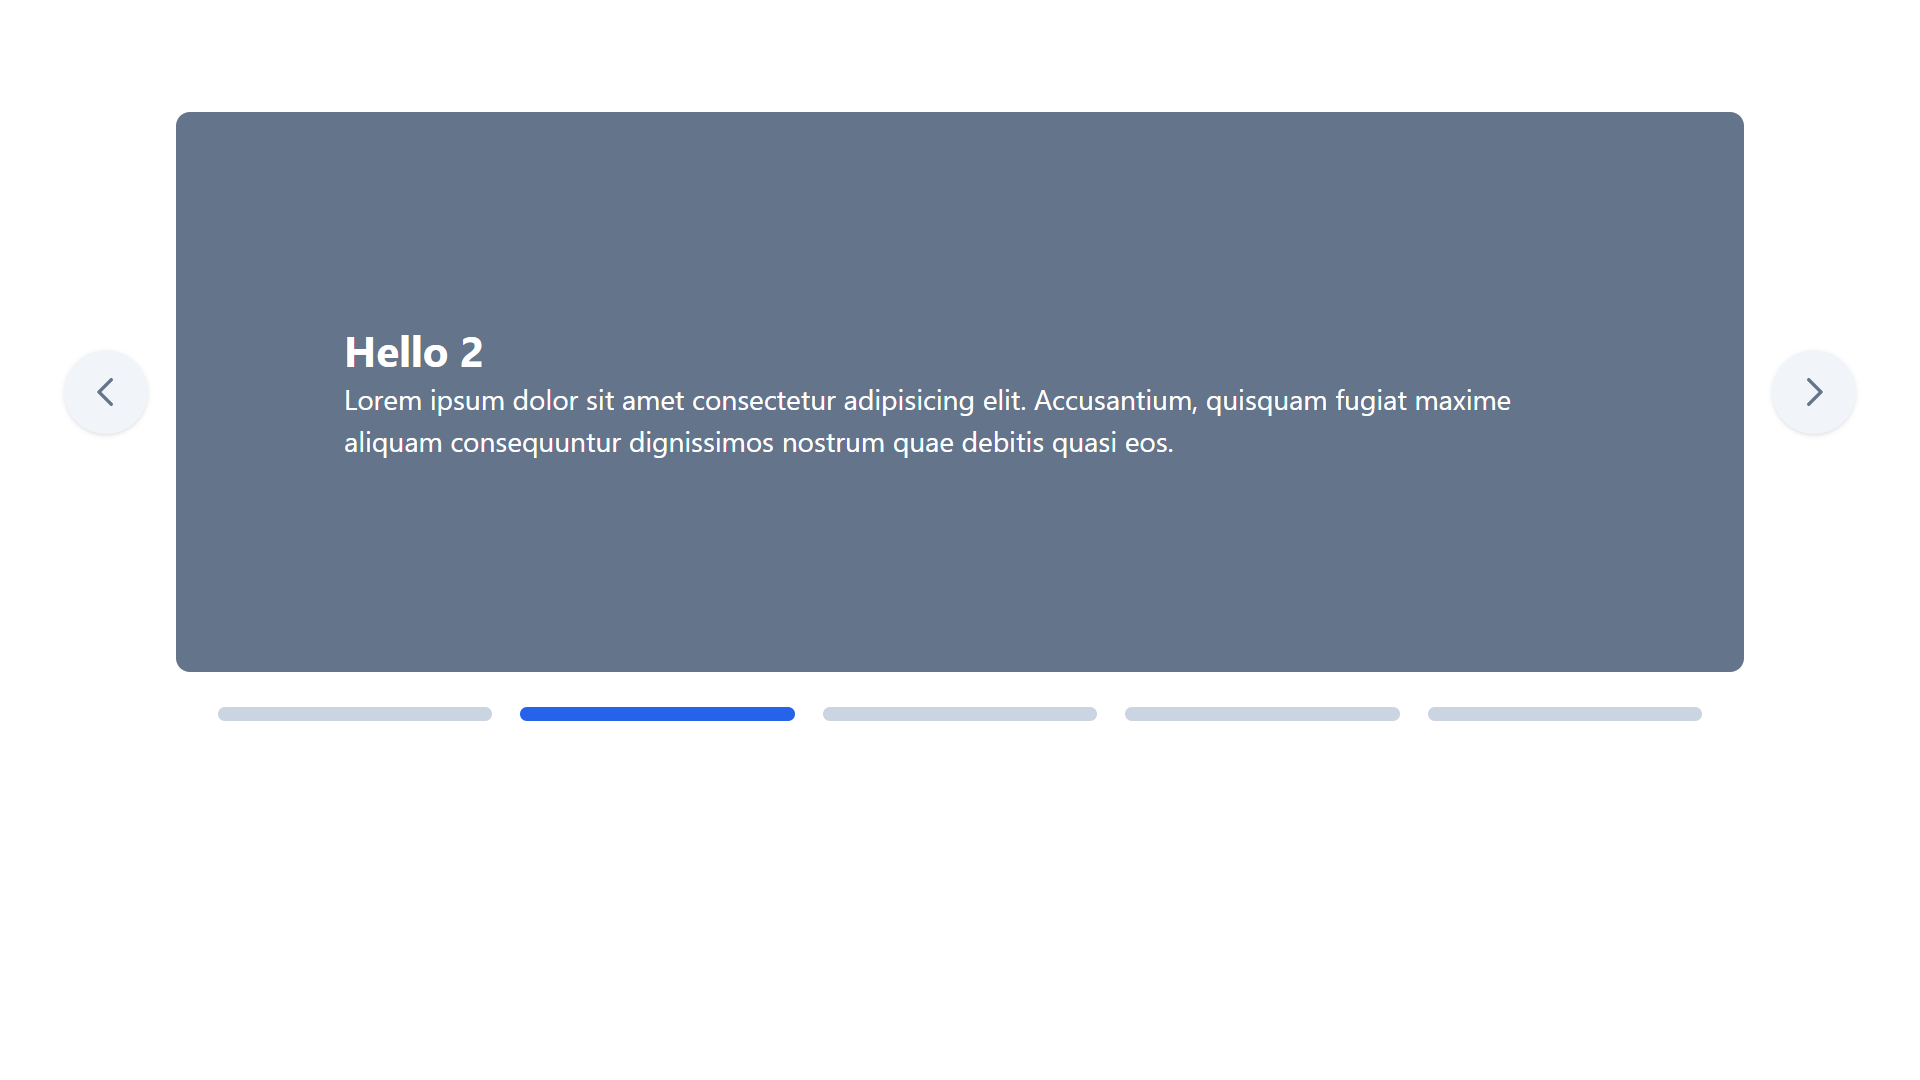 Hello 2
Lorem ipsum dolor sit amet consectetur adipisicing elit. Accusantium, quisquam fugiat maxime
aliquam consequuntur dignissimos nostrum quae debitis quasi eos.